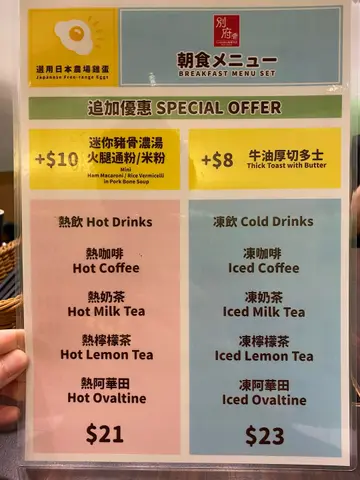 選用日本農場雞蛋
Japanese Free-range Eggs
別府
朝食メニュー
BREAKFAST MENU SET
追加優惠 SPECIAL OFFER
+$10
迷你豬骨濃湯
火腿通粉/米粉
Mini
Ham Macaroni / Rice Vermicelli
in Pork Bone Soup
+$8
牛油厚切多士
Thick Toast with Butter
熱飲 Hot Drinks
熱咖啡
Hot Coffee
熱奶茶
Hot Milk Tea
熱檸檬茶
Hot Lemon Tea
熱阿華田
Hot Ovaltine
$21
凍飲 Cold Drinks
凍咖啡
Iced Coffee
凍奶茶
Iced Milk Tea
凍檸檬茶
Iced Lemon Tea
凍阿華田
Iced Ovaltine
$23